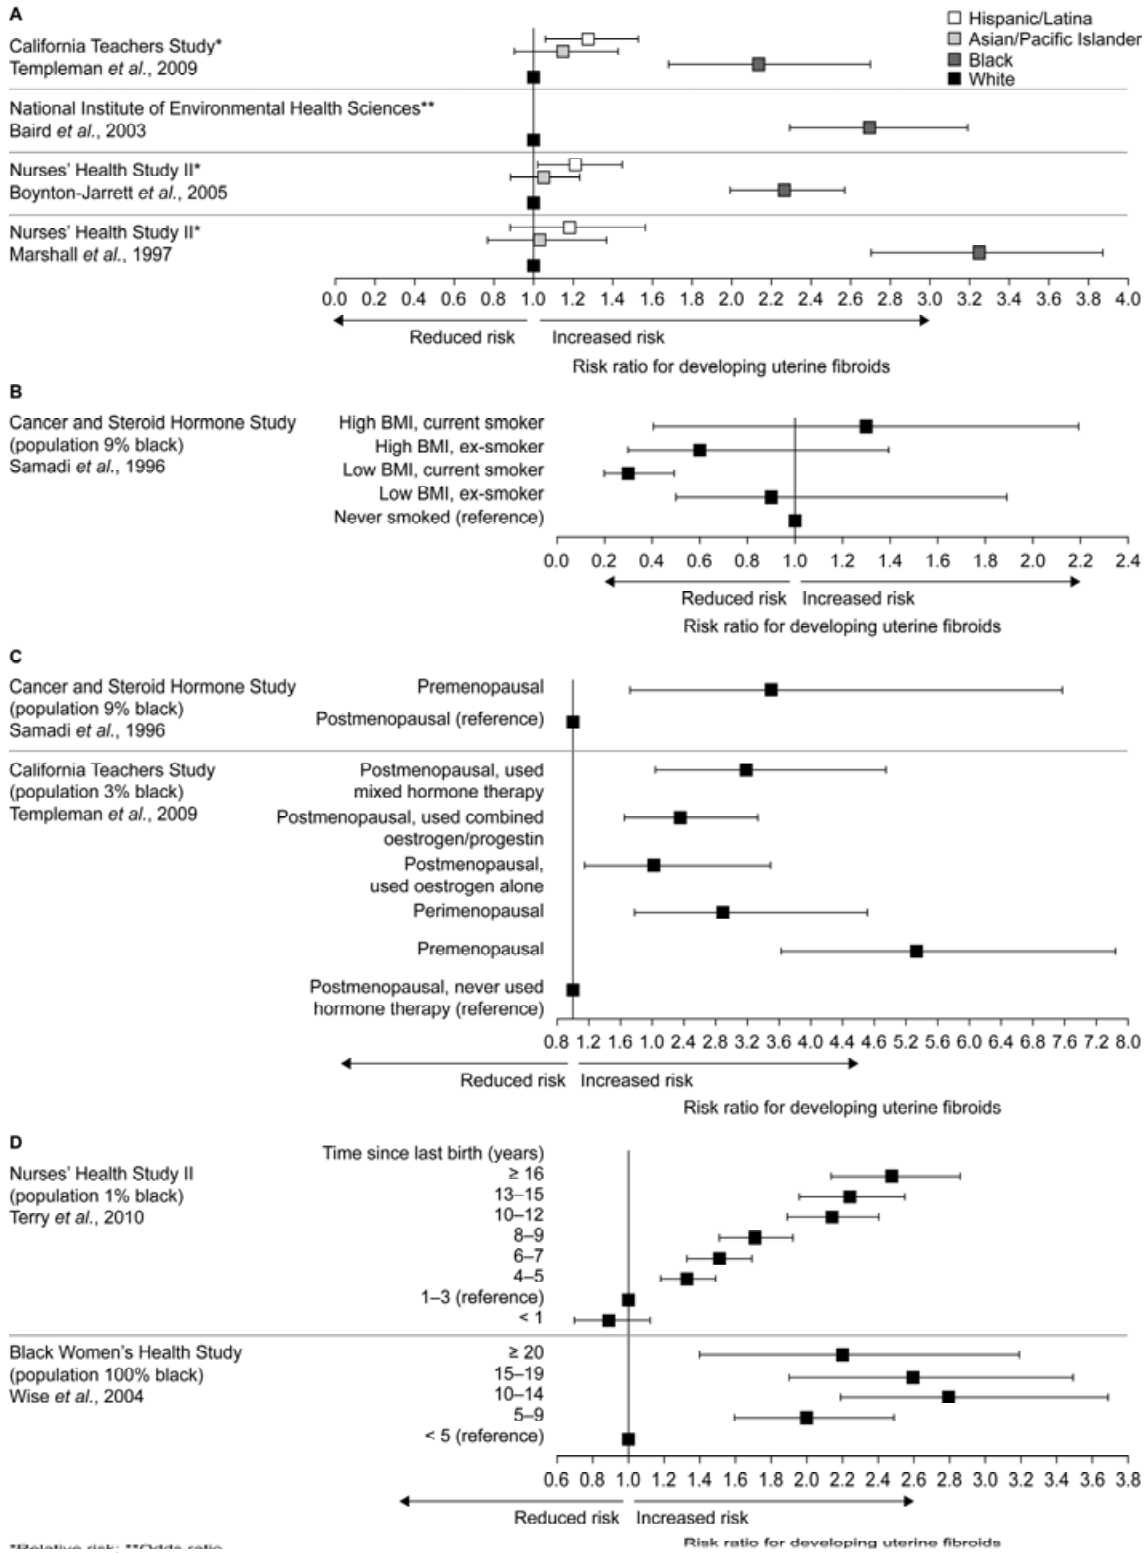 A
Hispanic/Latina
Asian/Pacific Islander
Black
White
California Teachers Study*
Templeman et al., 2009
National Institute of Environmental Health Sciences**
Baird et al., 2003
Nurses' Health Study II*
Boynton-Jarrett et al., 2005
Nurses' Health Study II*
Marshall et al., 1997
0.0 0.2 0.4 0.6 0.8 1.0 1.2 1.4 1.6 1.8 2.0 2.2 2.4 2.6 2.8 3.0 3.2 3.4 3.6 3.8 4.0
Reduced risk Increased risk
Risk ratio for developing uterine fibroids
B
Cancer and Steroid Hormone Study
(population 9% black)
Samadi et al., 1996
High BMI, current smoker
High BMI, ex-smoker
Low BMI, current smoker
Low BMI, ex-smoker
Never smoked (reference)
0.0 0.2 0.4 0.6 0.8 1.0 1.2 1.4 1.6 1.8 2.0 2.2 2.4
Reduced risk Increased risk
Risk ratio for developing uterine fibroids
C
Cancer and Steroid Hormone Study
(population 9% black)
Samadi et al., 1996
Premenopausal
Postmenopausal (reference)
California Teachers Study
(population 3% black)
Templeman et al., 2009
Postmenopausal, used
mixed hormone therapy
Postmenopausal, used combined
oestrogen/progestin
Postmenopausal,
used oestrogen alone
Perimenopausal
Premenopausal
Postmenopausal, never used
hormone therapy (reference)
0.8 1.2 1.6 1.0 2.4 2.8 3.2 3.6 4.0 4.4 4.6 5.2 5.6 6.0 6.4 6.8 7.6 7.2 8.0
Reduced risk Increased risk
Risk ratio for developing uterine fibroids
D
Nurses' Health Study II
(population 1% black)
Terry et al., 2010
Time since last birth (years)
≥ 16
13–15
10–12
8–9
6–7
4–5
1–3 (reference)
< 1
Black Women's Health Study
(population 100% black)
Wise et al., 2004
≥ 20
15–19
10–14
5–9
< 5 (reference)
0.6 0.8 1.0 1.2 1.4 1.6 1.8 2.0 2.2 2.4 2.6 2.8 3.0 3.2 3.4 3.6 3.8
Reduced risk Increased risk
Risk ratio for developing uterine fibroids
*Relative risk; **Odds ratio